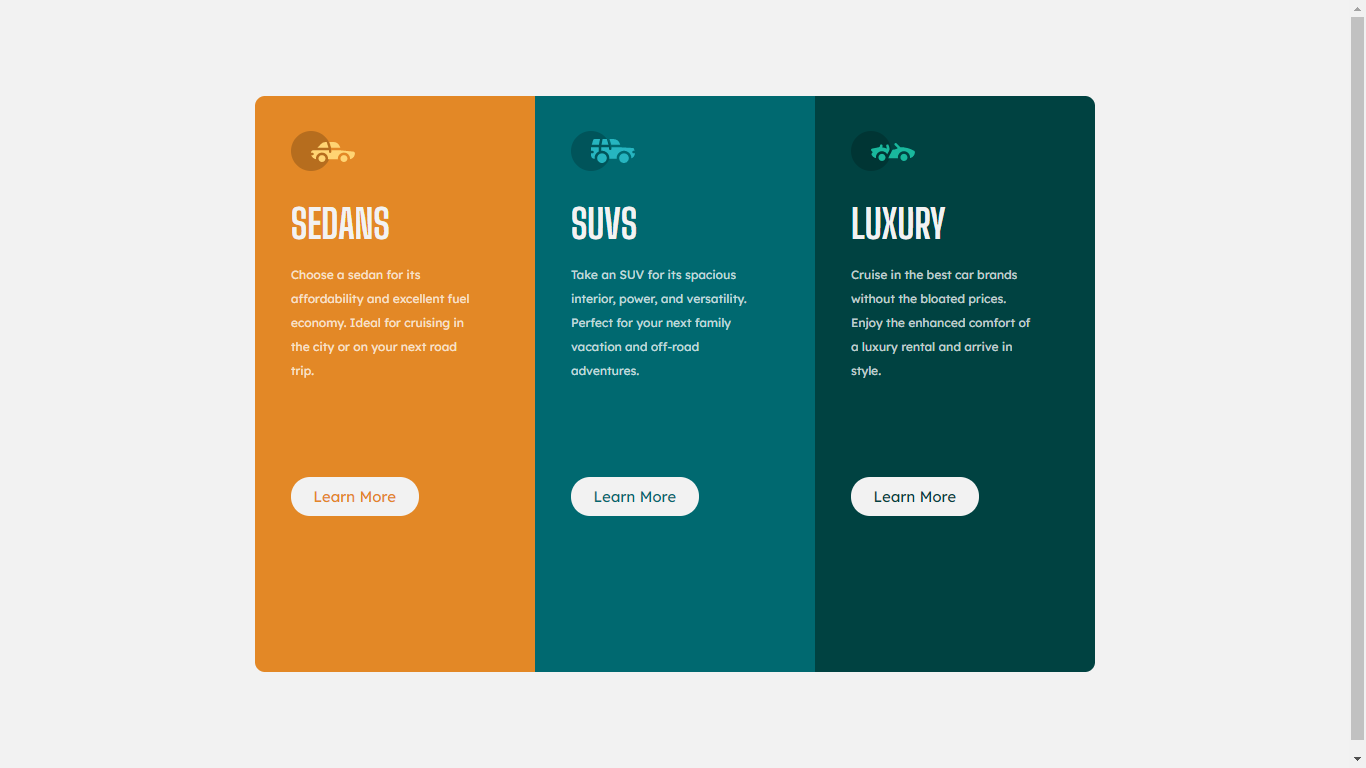 SEDANS
Choose a sedan for its
affordability and excellent fuel
economy. Ideal for cruising in
the city or on your next road
trip.
Learn More
SUVS
Take an SUV for its spacious
interior, power, and versatility.
Perfect for your next family
vacation and off-road
adventures.
Learn More
LUXURY
Cruise in the best car brands
without the bloated prices.
Enjoy the enhanced comfort of
a luxury rental and arrive in
style.
Learn More